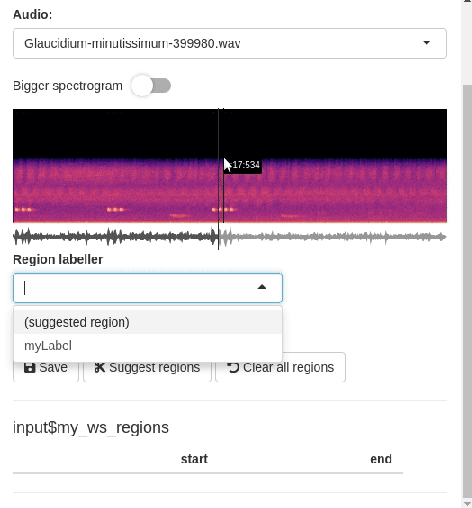 Audio:
Glaucidium-minutissimum-399980.wav
Bigger spectrogram
17:534
Region labeller
(suggested region)
myLabel
Save Suggest regions Clear all regions
input$my_ws_regions
start end